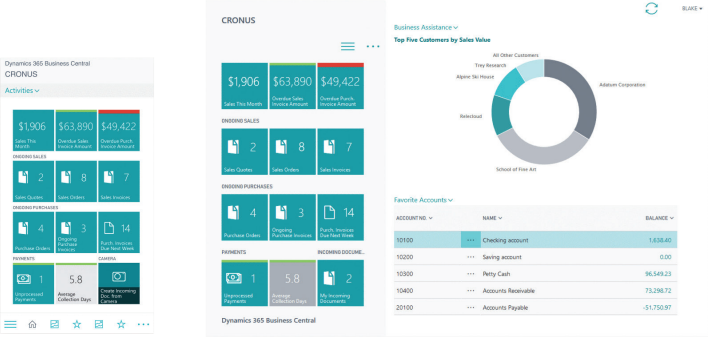 Dynamics 365 Business Central
CRONUS
Activities
$1,906
Sales This
Month
$63,890
Overdue Sales
Invoice Amount
$49,422
Overdue Purch.
Invoice Amount
ONGOING SALES
2
Sales Quotes
8
Sales Orders
7
Sales Invoices
ONGOING PURCHASES
4
Purchase Orders
3
Ongoing
Purchase
Invoices
14
Purch. Invoices
Due Next Week
PAYMENTS
CAMERA
1
Unprocessed
Payments
5.8
Average
Collection Days
Create Incoming
Doc. from
Camera
CRONUS
$1,906
Sales This Month
$63,890
Overdue Sales
Invoice Amount
$49,422
Overdue Purch.
Invoice Amount
ONGOING SALES
2
Sales Quotes
8
Sales Orders
7
Sales Invoices
ONGOING PURCHASES
4
Purchase Orders
3
Ongoing
Purchase Invoices
14
Purch. Invoices
Due Next Week
PAYMENTS
INCOMING DOCUME...
1
Unprocessed
Payments
5.8
Average
Collection Days
2
My Incoming
Documents
Dynamics 365 Business Central
BLAKE
Business Assistance
Top Five Customers by Sales Value
All Other Customers
Trey Research
Alpine Ski House
Adatum Corporation
Relecloud
School of Fine Art
Favorite Accounts
ACCOUNT NO. NAME BALANCE
10100 ... Checking account 1,638.40
10200 ... Saving account 0.00
10300 ... Petty Cash 96,549.23
10400 ... Accounts Receivable 73,298.72
20100 ... Accounts Payable -51,750.97